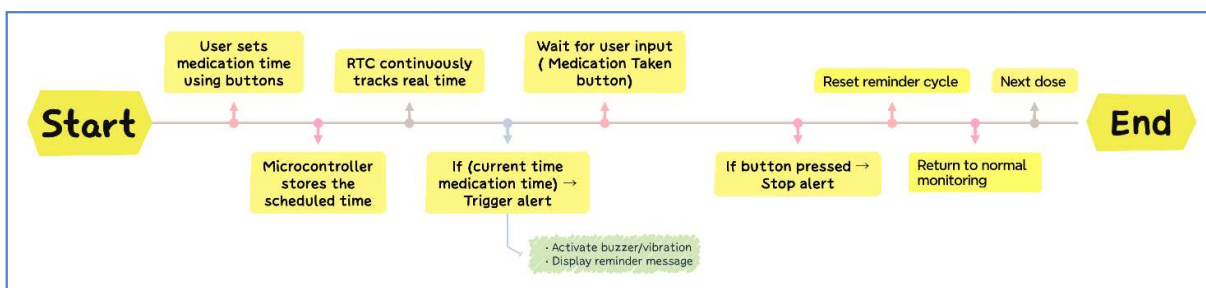 Start
User sets
medication time
using buttons
Microcontroller
stores the
scheduled time
RTC continuously
tracks real time
If (current time
medication time) →
Trigger alert
· Activate buzzer/vibration
· Display reminder message
Wait for user input
( Medication Taken
button)
If button pressed →
Stop alert
Reset reminder cycle
Return to normal
monitoring
Next dose
End